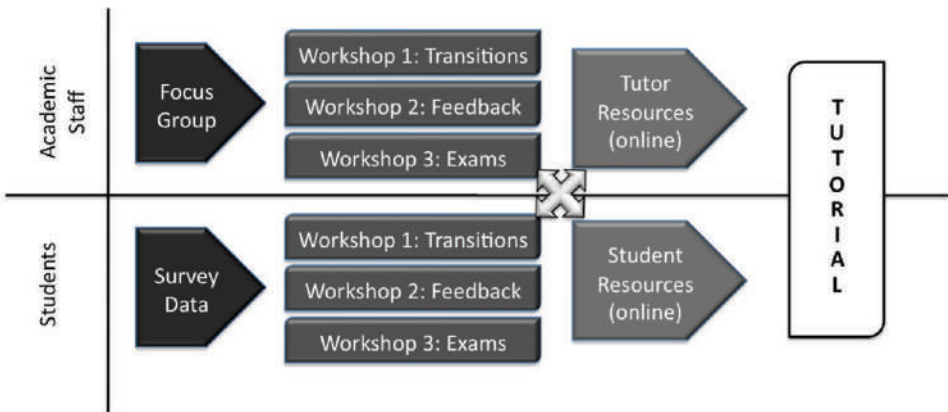 Academic
Staff
Focus
Group
Workshop 1: Transitions
Workshop 2: Feedback
Workshop 3: Exams
Tutor
Resources
(online)
Students
Survey
Data
Workshop 1: Transitions
Workshop 2: Feedback
Workshop 3: Exams
Student
Resources
(online)
T
U
T
O
R
I
A
L